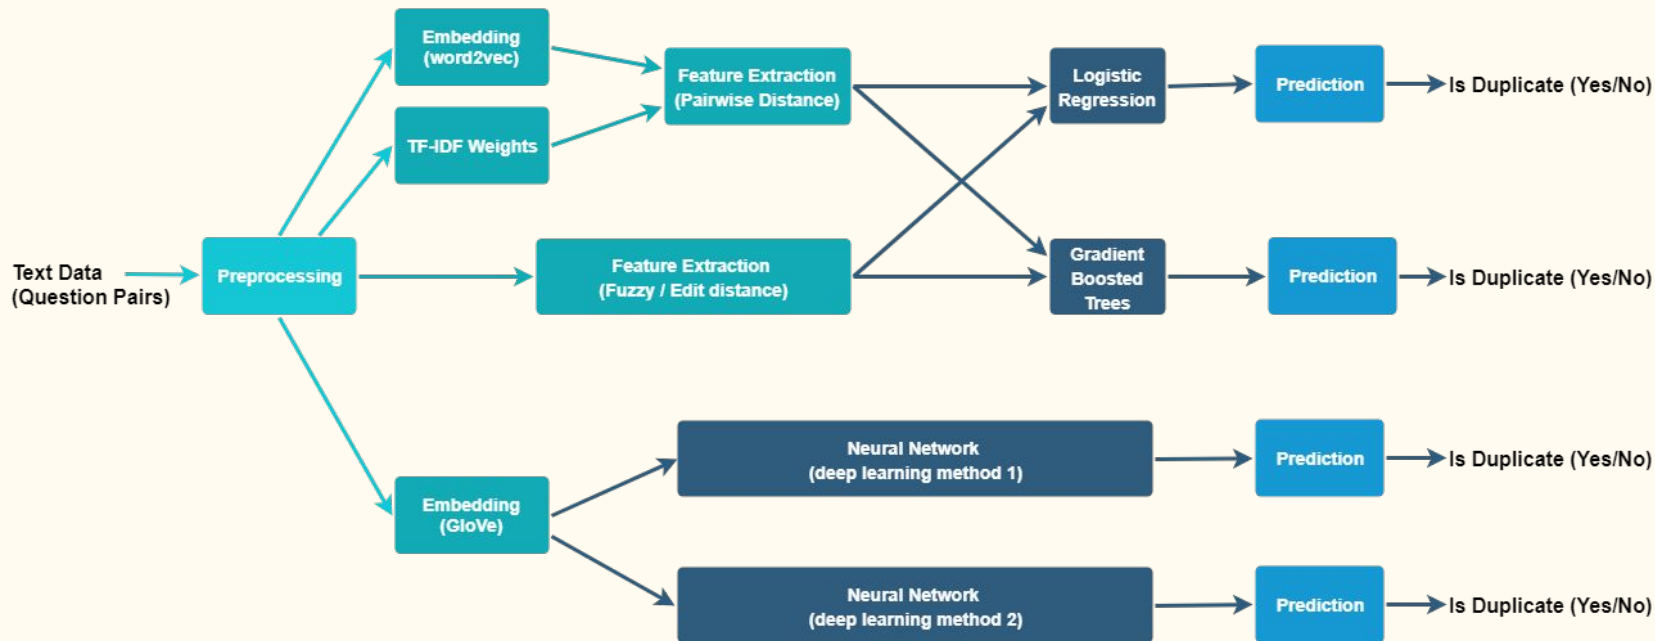 Embedding
(word2vec)
Feature Extraction
(Pairwise Distance)
Logistic
Regression
Prediction
Is Duplicate (Yes/No)
TF-IDF Weights
Text Data
(Question Pairs)
Preprocessing
Feature Extraction
(Fuzzy / Edit distance)
Gradient
Boosted
Trees
Prediction
Is Duplicate (Yes/No)
Embedding
(GloVe)
Neural Network
(deep learning method 1)
Prediction
Is Duplicate (Yes/No)
Neural Network
(deep learning method 2)
Prediction
Is Duplicate (Yes/No)